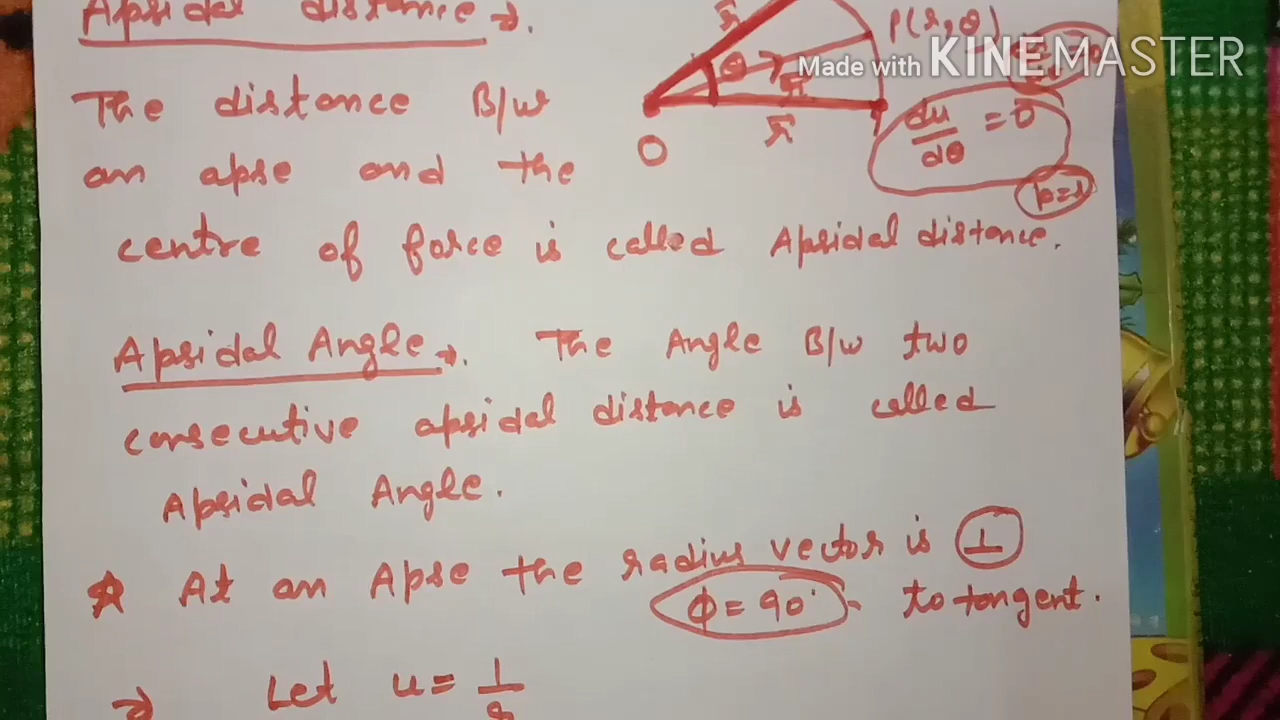 Apsidal distance →.
P(r, θ)
Made with KINEMASTER
θ
r
The distance B/w
du/dθ = 0
O
r
an apse and the
p=r
centre of force is called Apsidal distance.
Apsidal Angle →. The Angle B/w two
consecutive apsidal distance is called
Apsidal Angle.
☆ At an Apse the radius vector is ⊥
ϕ = 90° to tangent.
⇒ Let u = 1/r